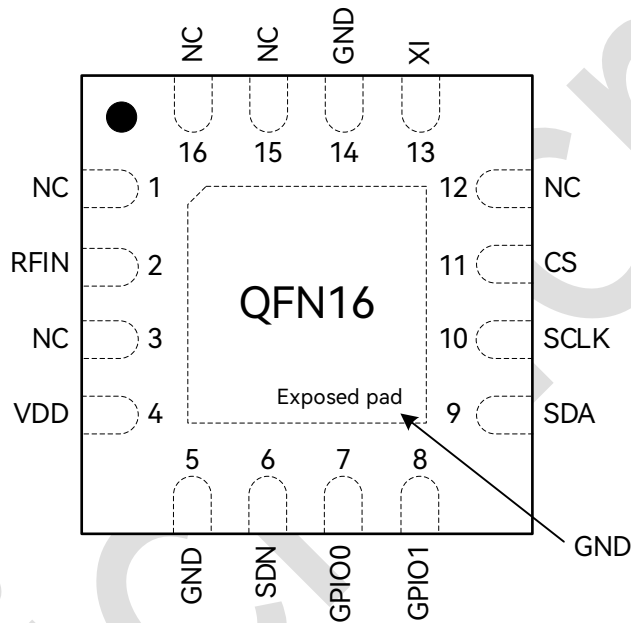 NC NC GND XI
16 15 14 13
NC 1 12 NC
RFIN 2 11 CS
NC 3 10 SCLK
VDD 4 9 SDA
QFN16
Exposed pad
5 6 7 8
GND SDN GPIO0 GPIO1
GND